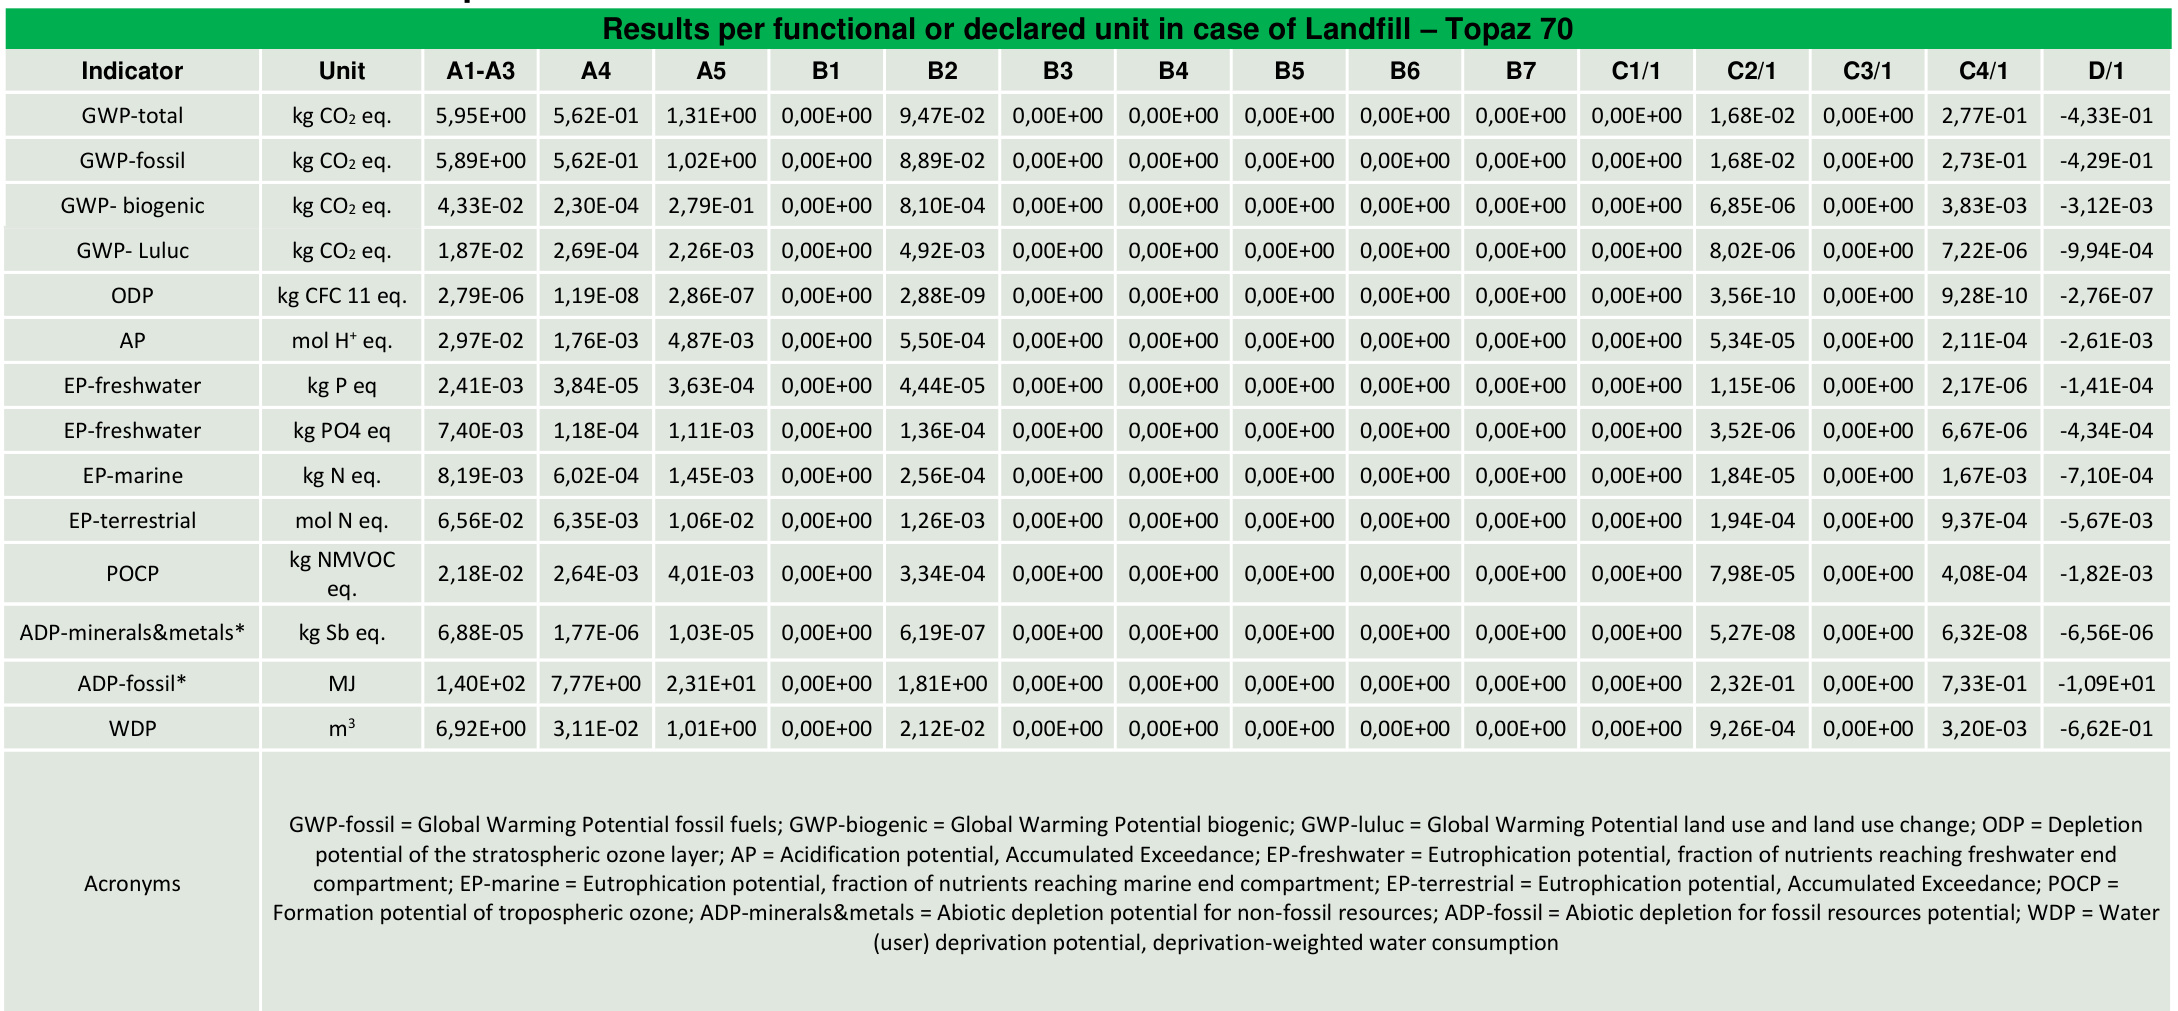 Results per functional or declared unit in case of Landfill – Topaz 70
Indicator Unit A1-A3 A4 A5 B1 B2 B3 B4 B5 B6 B7 C1/1 C2/1 C3/1 C4/1 D/1
GWP-total kg CO₂ eq. 5,95E+00 5,62E-01 1,31E+00 0,00E+00 9,47E-02 0,00E+00 0,00E+00 0,00E+00 0,00E+00 0,00E+00 0,00E+00 1,68E-02 0,00E+00 2,77E-01 -4,33E-01
GWP-fossil kg CO₂ eq. 5,89E+00 5,62E-01 1,02E+00 0,00E+00 8,89E-02 0,00E+00 0,00E+00 0,00E+00 0,00E+00 0,00E+00 0,00E+00 1,68E-02 0,00E+00 2,73E-01 -4,29E-01
GWP- biogenic kg CO₂ eq. 4,33E-02 2,30E-04 2,79E-01 0,00E+00 8,10E-04 0,00E+00 0,00E+00 0,00E+00 0,00E+00 0,00E+00 0,00E+00 6,85E-06 0,00E+00 3,83E-03 -3,12E-03
GWP- Luluc kg CO₂ eq. 1,87E-02 2,69E-04 2,26E-03 0,00E+00 4,92E-03 0,00E+00 0,00E+00 0,00E+00 0,00E+00 0,00E+00 0,00E+00 8,02E-06 0,00E+00 7,22E-06 -9,94E-04
ODP kg CFC 11 eq. 2,79E-06 1,19E-08 2,86E-07 0,00E+00 2,88E-09 0,00E+00 0,00E+00 0,00E+00 0,00E+00 0,00E+00 0,00E+00 3,56E-10 0,00E+00 9,28E-10 -2,76E-07
AP mol H⁺ eq. 2,97E-02 1,76E-03 4,87E-03 0,00E+00 5,50E-04 0,00E+00 0,00E+00 0,00E+00 0,00E+00 0,00E+00 0,00E+00 5,34E-05 0,00E+00 2,11E-04 -2,61E-03
EP-freshwater kg P eq 2,41E-03 3,84E-05 3,63E-04 0,00E+00 4,44E-05 0,00E+00 0,00E+00 0,00E+00 0,00E+00 0,00E+00 0,00E+00 1,15E-06 0,00E+00 2,17E-06 -1,41E-04
EP-freshwater kg PO4 eq 7,40E-03 1,18E-04 1,11E-03 0,00E+00 1,36E-04 0,00E+00 0,00E+00 0,00E+00 0,00E+00 0,00E+00 0,00E+00 3,52E-06 0,00E+00 6,67E-06 -4,34E-04
EP-marine kg N eq. 8,19E-03 6,02E-04 1,45E-03 0,00E+00 2,56E-04 0,00E+00 0,00E+00 0,00E+00 0,00E+00 0,00E+00 0,00E+00 1,84E-05 0,00E+00 1,67E-03 -7,10E-04
EP-terrestrial mol N eq. 6,56E-02 6,35E-03 1,06E-02 0,00E+00 1,26E-03 0,00E+00 0,00E+00 0,00E+00 0,00E+00 0,00E+00 0,00E+00 1,94E-04 0,00E+00 9,37E-04 -5,67E-03
POCP kg NMVOC eq. 2,18E-02 2,64E-03 4,01E-03 0,00E+00 3,34E-04 0,00E+00 0,00E+00 0,00E+00 0,00E+00 0,00E+00 0,00E+00 7,98E-05 0,00E+00 4,08E-04 -1,82E-03
ADP-minerals&metals* kg Sb eq. 6,88E-05 1,77E-06 1,03E-05 0,00E+00 6,19E-07 0,00E+00 0,00E+00 0,00E+00 0,00E+00 0,00E+00 0,00E+00 5,27E-08 0,00E+00 6,32E-08 -6,56E-06
ADP-fossil* MJ 1,40E+02 7,77E+00 2,31E+01 0,00E+00 1,81E+00 0,00E+00 0,00E+00 0,00E+00 0,00E+00 0,00E+00 0,00E+00 2,32E-01 0,00E+00 7,33E-01 -1,09E+01
WDP m³ 6,92E+00 3,11E-02 1,01E+00 0,00E+00 2,12E-02 0,00E+00 0,00E+00 0,00E+00 0,00E+00 0,00E+00 0,00E+00 9,26E-04 0,00E+00 3,20E-03 -6,62E-01
Acronyms
GWP-fossil = Global Warming Potential fossil fuels; GWP-biogenic = Global Warming Potential biogenic; GWP-luluc = Global Warming Potential land use and land use change; ODP = Depletion
potential of the stratospheric ozone layer; AP = Acidification potential, Accumulated Exceedance; EP-freshwater = Eutrophication potential, fraction of nutrients reaching freshwater end
compartment; EP-marine = Eutrophication potential, fraction of nutrients reaching marine end compartment; EP-terrestrial = Eutrophication potential, Accumulated Exceedance; POCP =
Formation potential of tropospheric ozone; ADP-minerals&metals = Abiotic depletion potential for non-fossil resources; ADP-fossil = Abiotic depletion for fossil resources potential; WDP = Water
(user) deprivation potential, deprivation-weighted water consumption